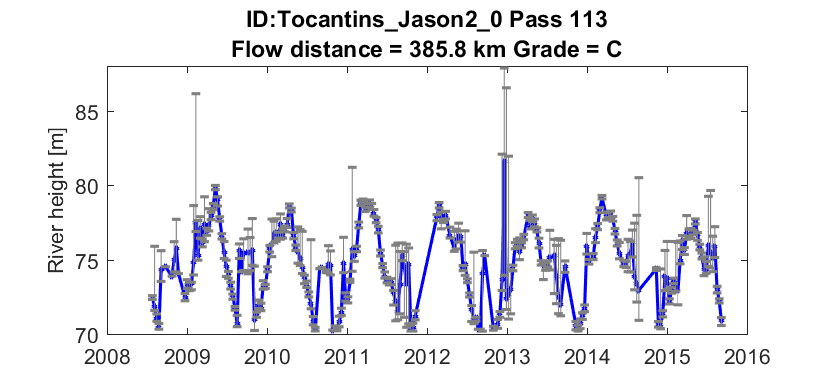 ID:Tocantins_Jason2_0 Pass 113
Flow distance = 385.8 km Grade = C
River height [m]
85
80
75
70
2008 2009 2010 2011 2012 2013 2014 2015 2016